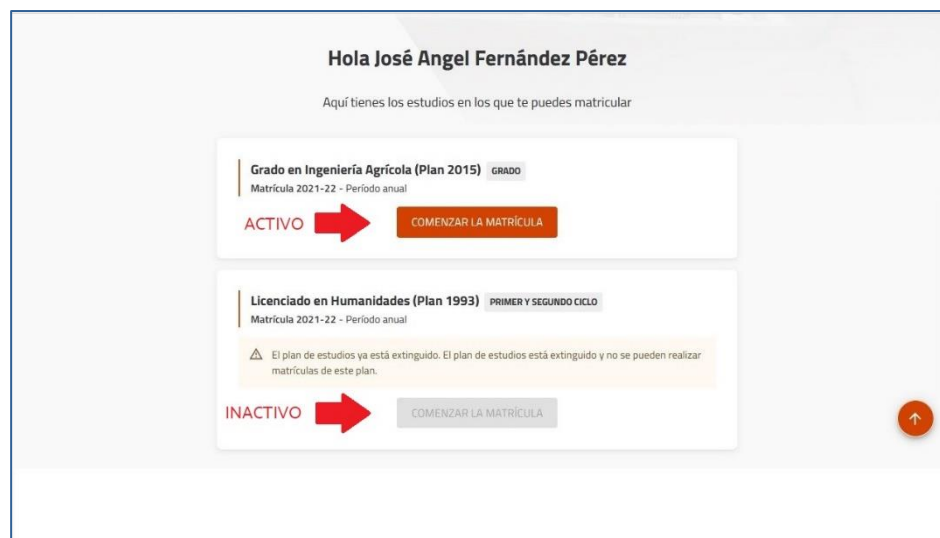 Hola José Angel Fernández Pérez
Aquí tienes los estudios en los que te puedes matricular
Grado en Ingeniería Agrícola (Plan 2015) GRADO
Matrícula 2021-22 - Período anual
ACTIVO COMENZAR LA MATRÍCULA
Licenciado en Humanidades (Plan 1993) PRIMER Y SEGUNDO CICLO
Matrícula 2021-22 - Período anual
El plan de estudios ya está extinguido. El plan de estudios está extinguido y no se pueden realizar
matrículas de este plan.
INACTIVO COMENZAR LA MATRÍCULA